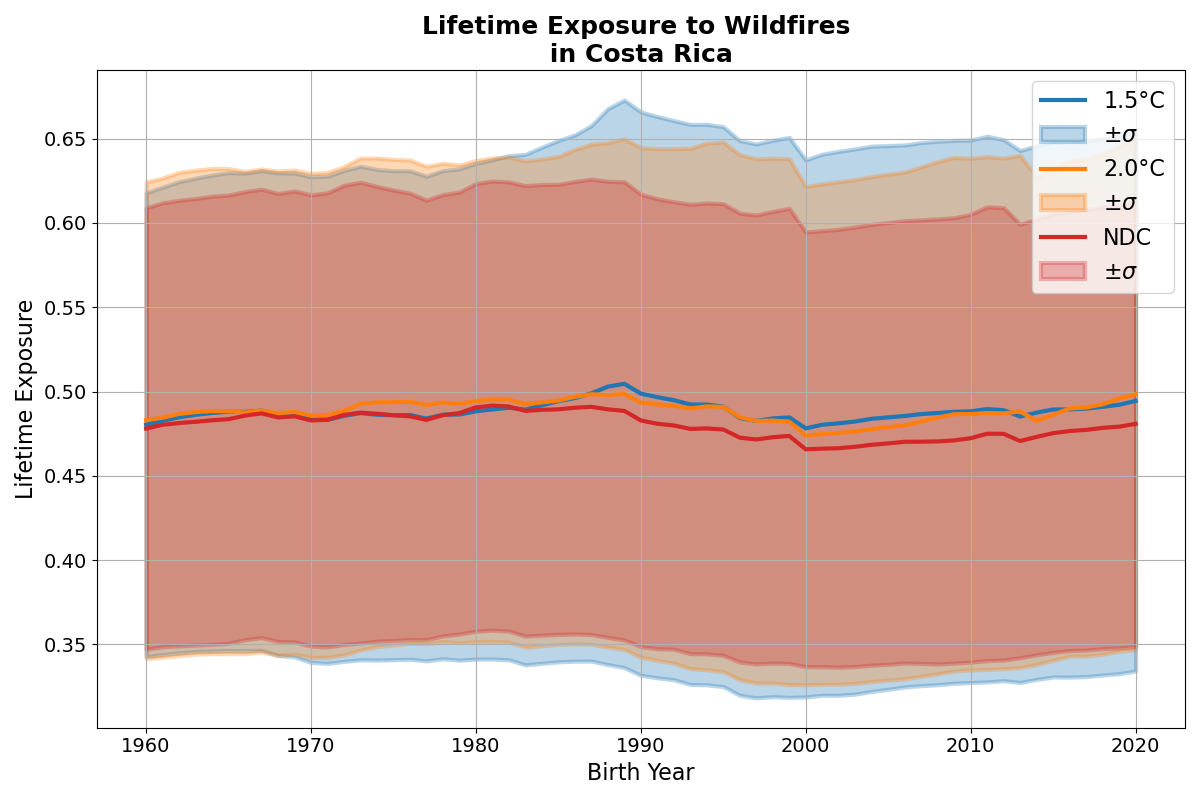 Lifetime Exposure to Wildfires
in Costa Rica
Lifetime Exposure
0.65
0.60
0.55
0.50
0.45
0.40
0.35
1.5°C
±σ
2.0°C
±σ
NDC
±σ
1960 1970 1980 1990 2000 2010 2020
Birth Year